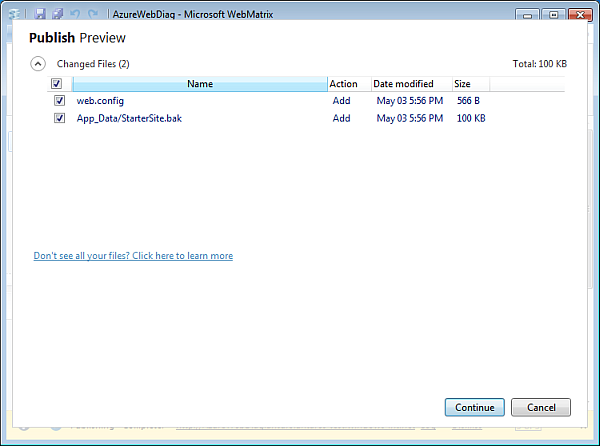 AzureWebDiaq - Microsoft WebMatrix
Publish Preview
Changed Files (2) Total: 100 KB
Name Action Date modified Size
web.config Add May 03 5:56 PM 566 B
App_Data/StarterSite.bak Add May 03 5:56 PM 100 KB
Don't see all your files? Click here to learn more
Continue Cancel